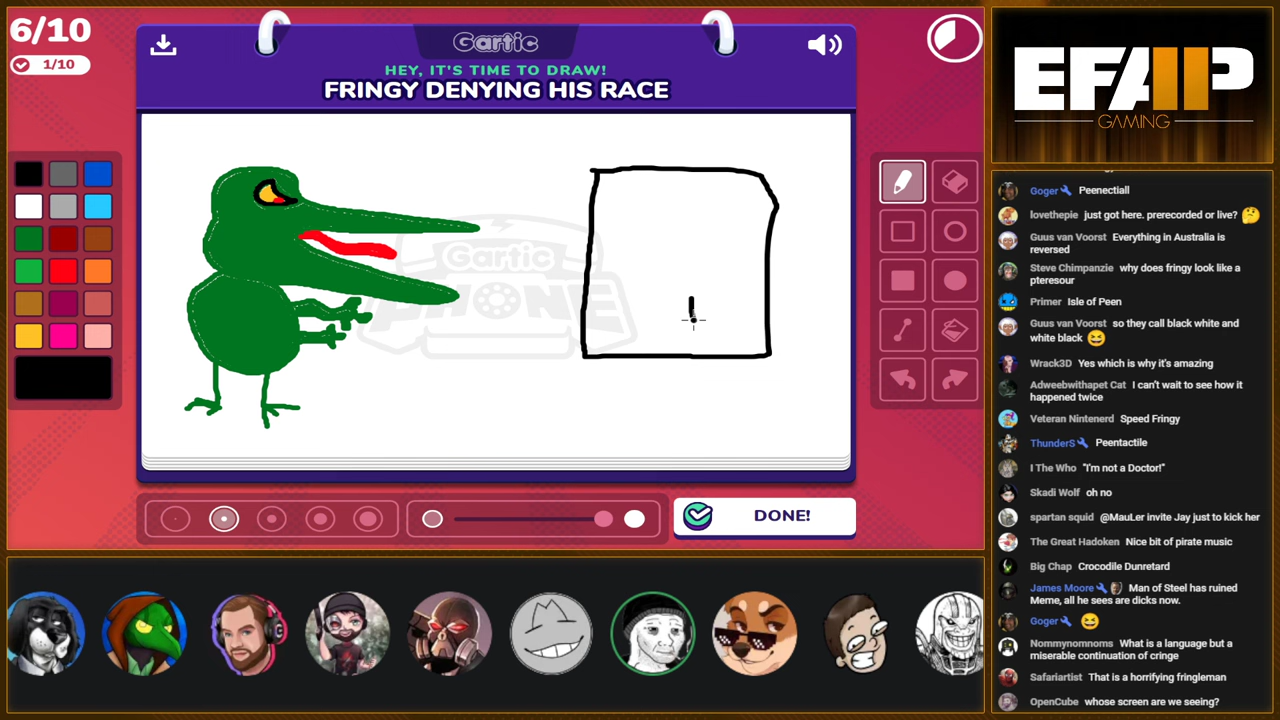 6/10
1/10
Gartic
HEY, IT'S TIME TO DRAW!
FRINGY DENYING HIS RACE
Gartic
PHONE
DONE!
EFAP
GAMING
Goger Peenectiall
lovethepie just got here. prerecorded or live?
Guus van Voorst Everything in Australia is
reversed
Steve Chimpanzie why does fringy look like a
pteresour
Primer Isle of Peen
Guus van Voorst so they call black white and
white black
Wrack3D Yes which is why it's amazing
Adweebwithapet Cat I can't wait to see how it
happened twice
Veteran Nintenerd Speed Fringy
ThunderS Peentactile
I The Who "I'm not a Doctor!"
Skadi Wolf oh no
spartan squid @MauLer invite Jay just to kick her
The Great Hadoken Nice bit of pirate music
Big Chap Crocodile Dunretard
James Moore Man of Steel has ruined
Meme, all he sees are dicks now.
Goger
Nommynomnoms What is a language but a
miserable continuation of cringe
Safariartist That is a horrifying fringleman
OpenCube whose screen are we seeing?